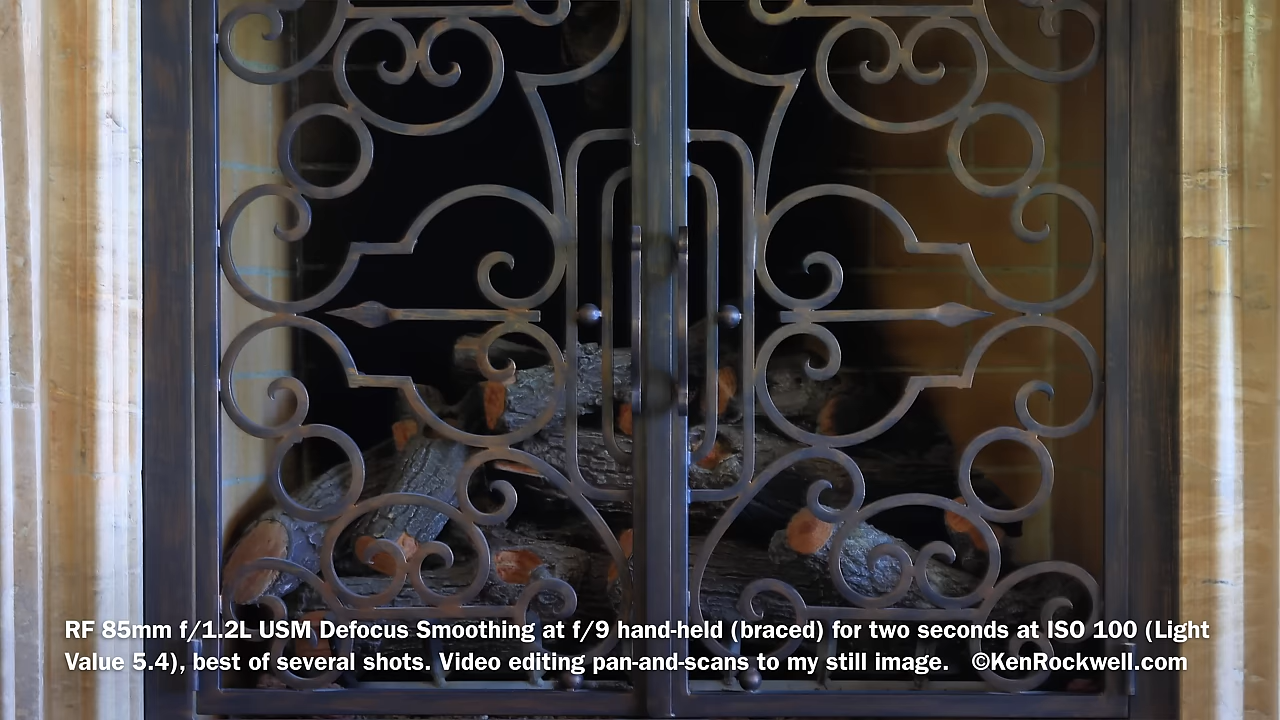 RF 85mm f/1.2L USM Defocus Smoothing at f/9 hand-held (braced) for two seconds at ISO 100 (Light
Value 5.4), best of several shots. Video editing pan-and-scans to my still image. ©KenRockwell.com